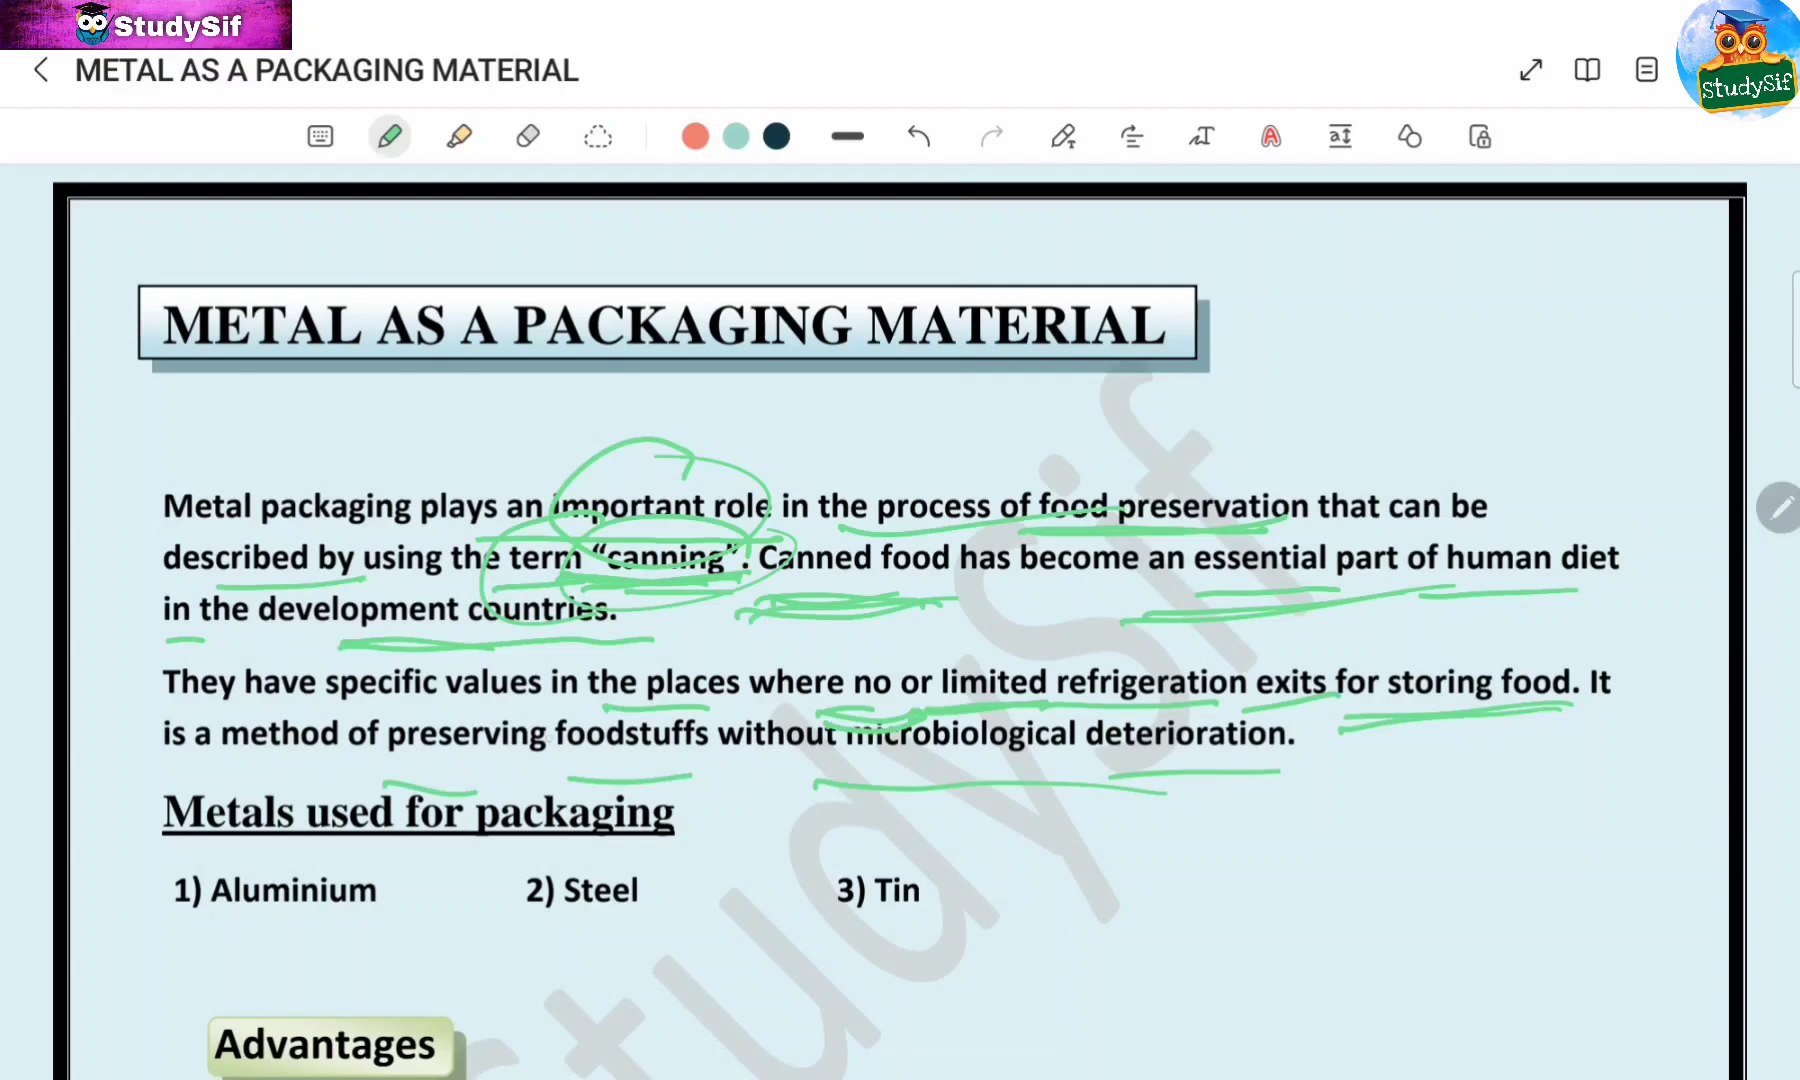 StudySif
METAL AS A PACKAGING MATERIAL
StudySif
METAL AS A PACKAGING MATERIAL
Metal packaging plays an important role in the process of food preservation that can be
described by using the term “canning”. Canned food has become an essential part of human diet
in the development countries.
They have specific values in the places where no or limited refrigeration exits for storing food. It
is a method of preserving foodstuffs without microbiological deterioration.
Metals used for packaging
1) Aluminium 2) Steel 3) Tin
Advantages
StudySif